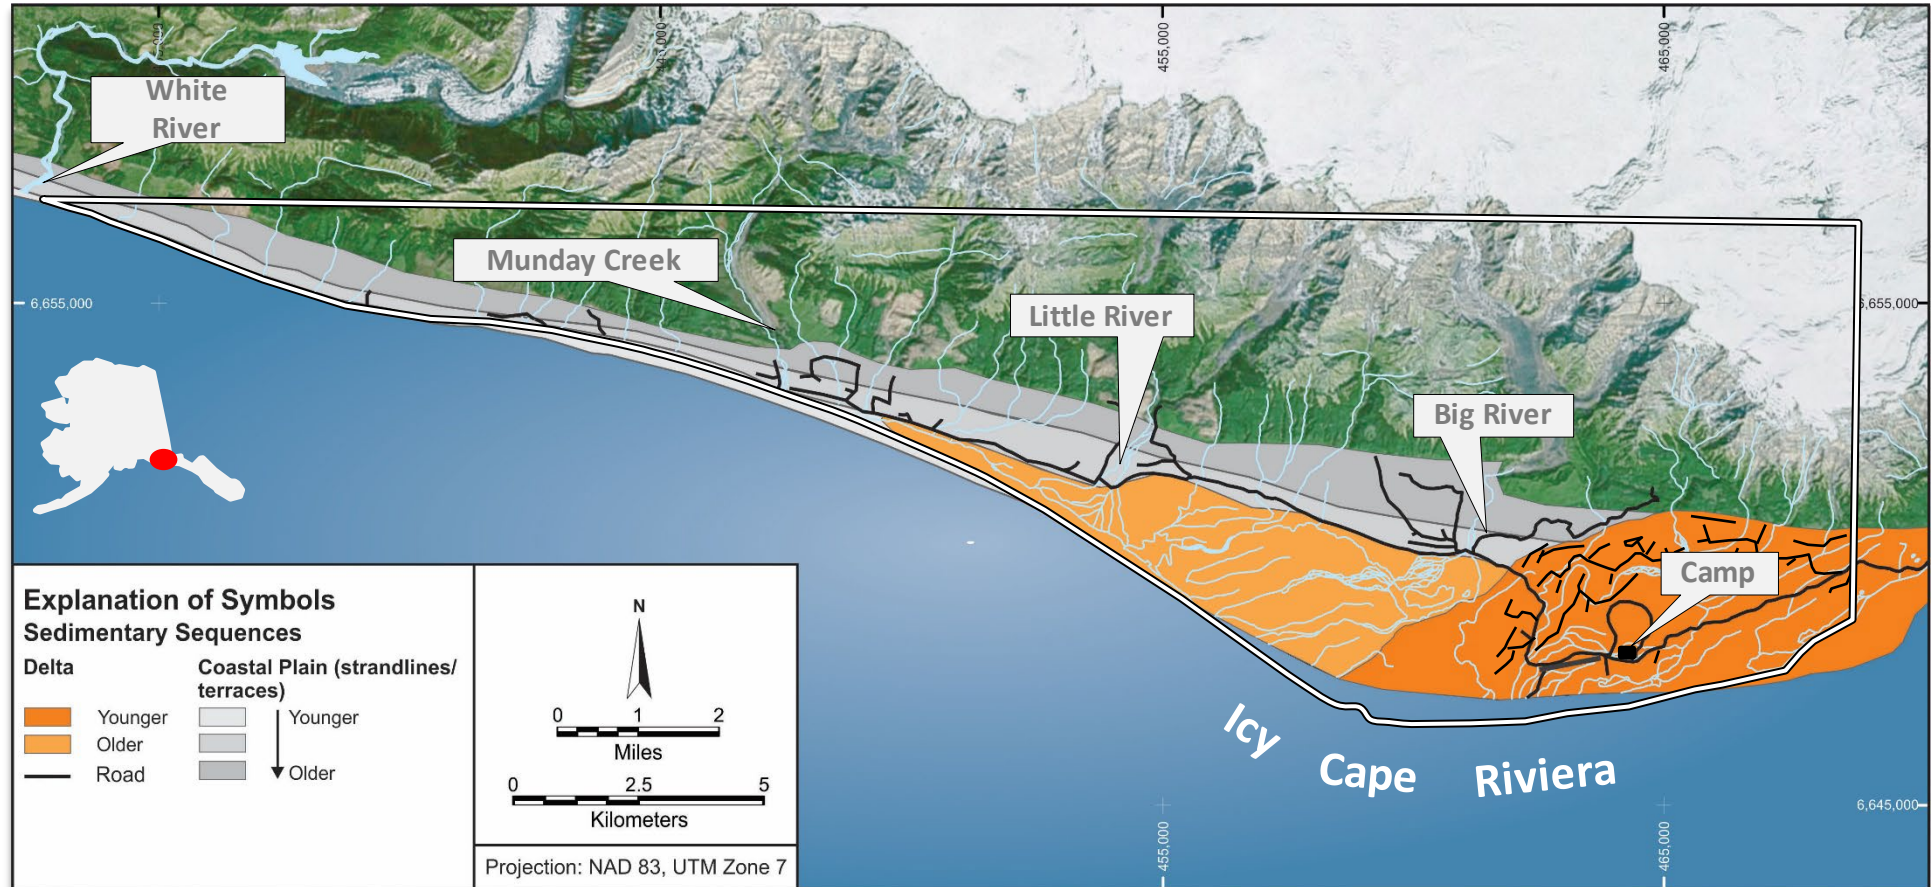 455,000
465,000
White
River
Munday Creek
6,655,000
6,655,000
Little River
Big River
Camp
Icy Cape Riviera
Explanation of Symbols
Sedimentary Sequences
Delta
Coastal Plain (strandlines/
terraces)
Younger
Older
Road
Younger
Older
N
0 1 2
Miles
0 2.5 5
Kilometers
Projection: NAD 83, UTM Zone 7
6,645,000
455,000
465,000